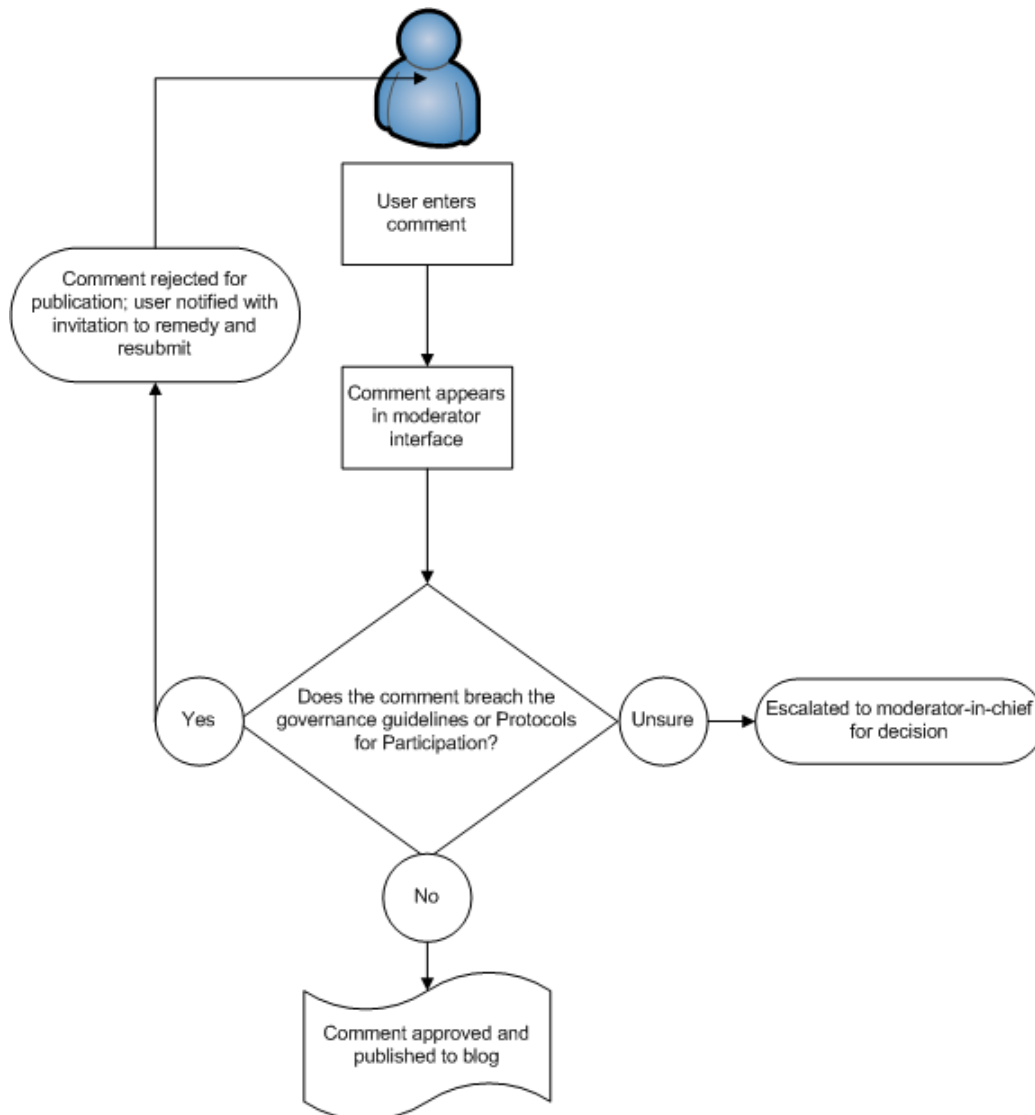 User enters
comment
Comment rejected for
publication; user notified with
invitation to remedy and
resubmit
Comment appears
in moderator
interface
Does the comment breach the
governance guidelines or Protocols
for Participation?
Yes
Unsure
Escalated to moderator-in-chief
for decision
No
Comment approved and
published to blog